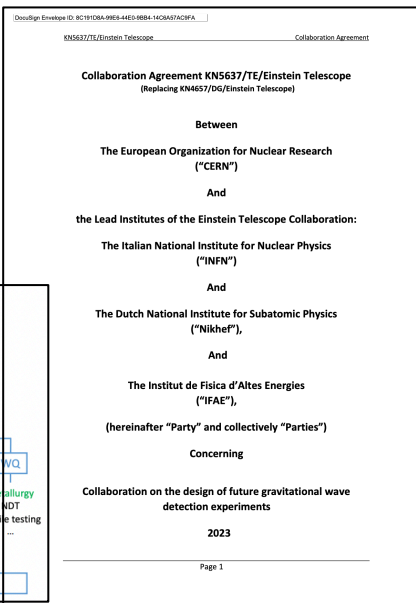 DocuSign Envelope ID: 8C191D8A-99E6-44E0-9BB4-14C8A57AC9FA
KN5637/TE/Einstein Telescope Collaboration Agreement
Collaboration Agreement KN5637/TE/Einstein Telescope
(Replacing KN4657/DG/Einstein Telescope)
Between
The European Organization for Nuclear Research
("CERN")
And
the Lead Institutes of the Einstein Telescope Collaboration:
The Italian National Institute for Nuclear Physics
("INFN")
And
The Dutch National Institute for Subatomic Physics
("Nikhef"),
And
The Institut de Fisica d'Altes Energies
("IFAE"),
(hereinafter "Party" and collectively "Parties")
Concerning
Collaboration on the design of future gravitational wave
detection experiments
2023
Page 1
WQ
allurgy
NDT
le testing
...